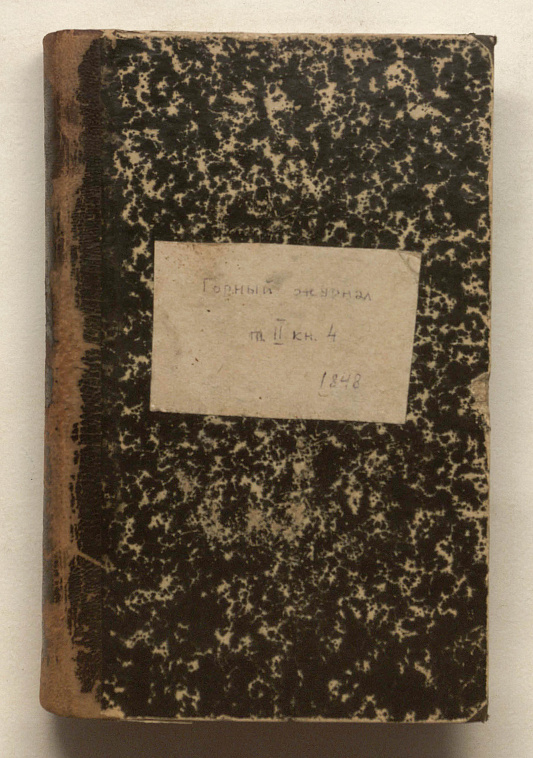 Горный журнал
т. II кн. 4
1848